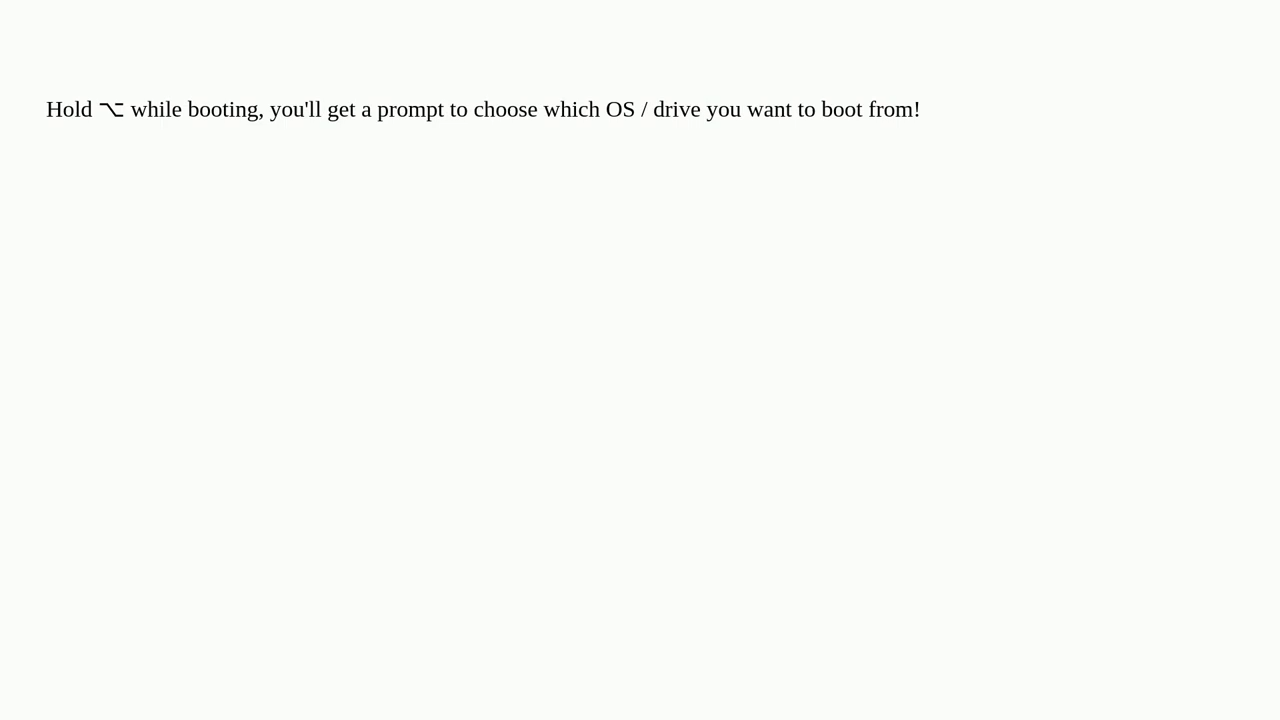 Hold ⌥ while booting, you'll get a prompt to choose which OS / drive you want to boot from!